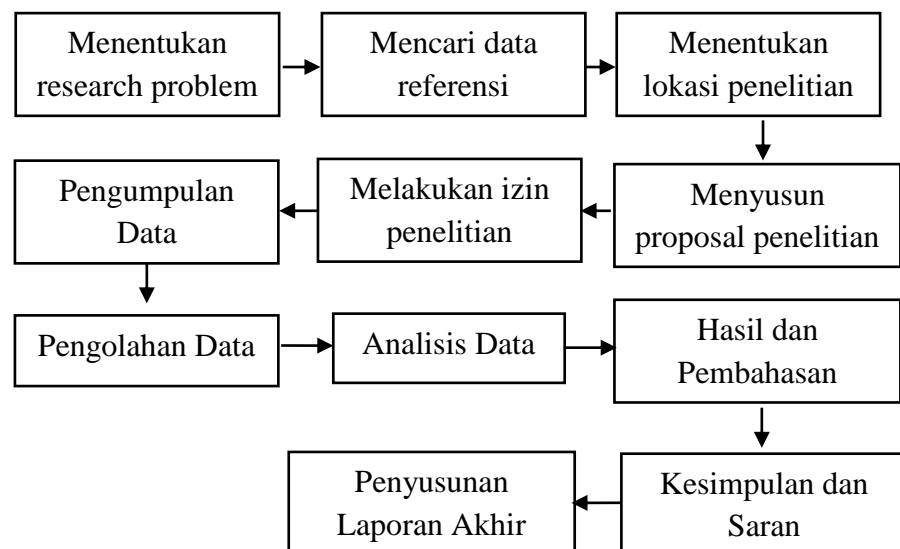 Menentukan
research problem
Mencari data
referensi
Menentukan
lokasi penelitian
Menyusun
proposal penelitian
Melakukan izin
penelitian
Pengumpulan
Data
Pengolahan Data
Analisis Data
Hasil dan
Pembahasan
Kesimpulan dan
Saran
Penyusunan
Laporan Akhir